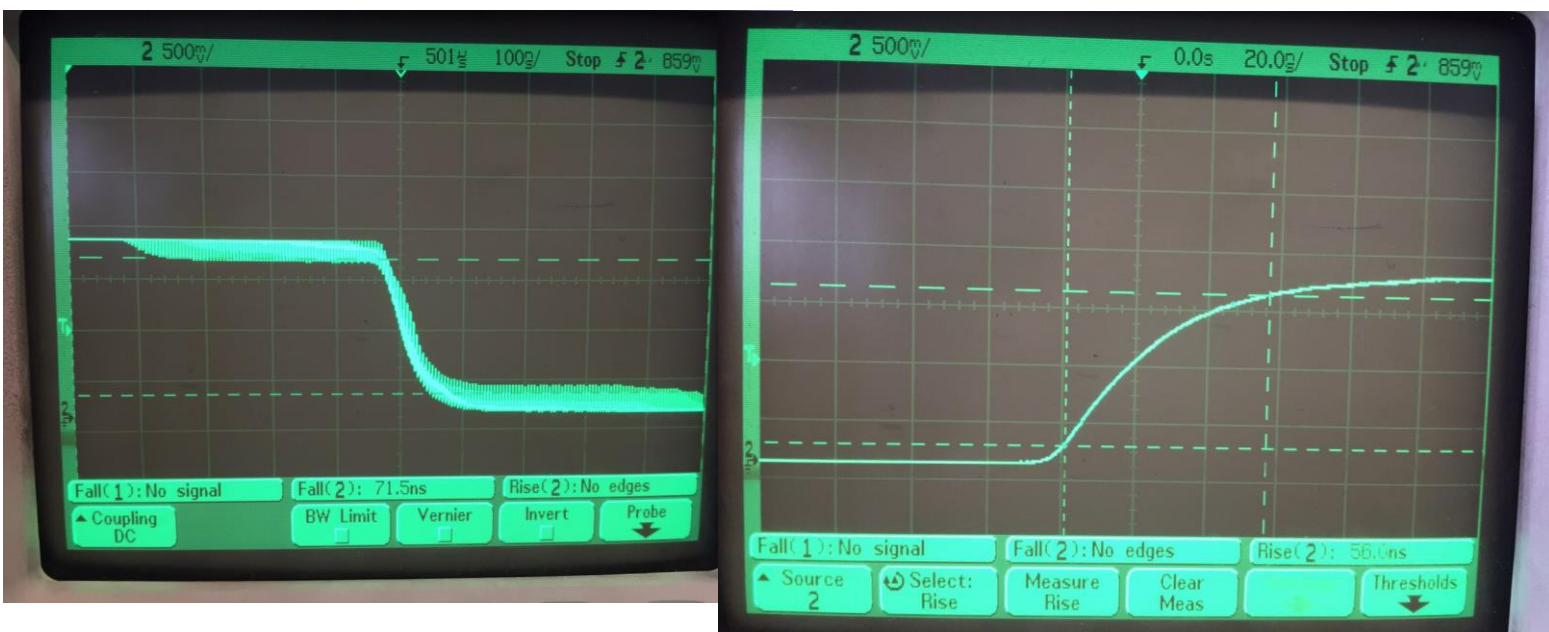 2 500mV/ 501µs 100ns/ Stop 2 859mV
T
2
Fall(1):No signal Fall(2): 71.5ns Rise(2):No edges
Coupling DC BW Limit Vernier Invert Probe
2 500mV/ 0.0s 20.0ns/ Stop 2 859mV
T
2
Fall(1):No signal Fall(2):No edges Rise(2): 56.0ns
Source Select: Measure Clear Thresholds
2 Rise Rise Meas